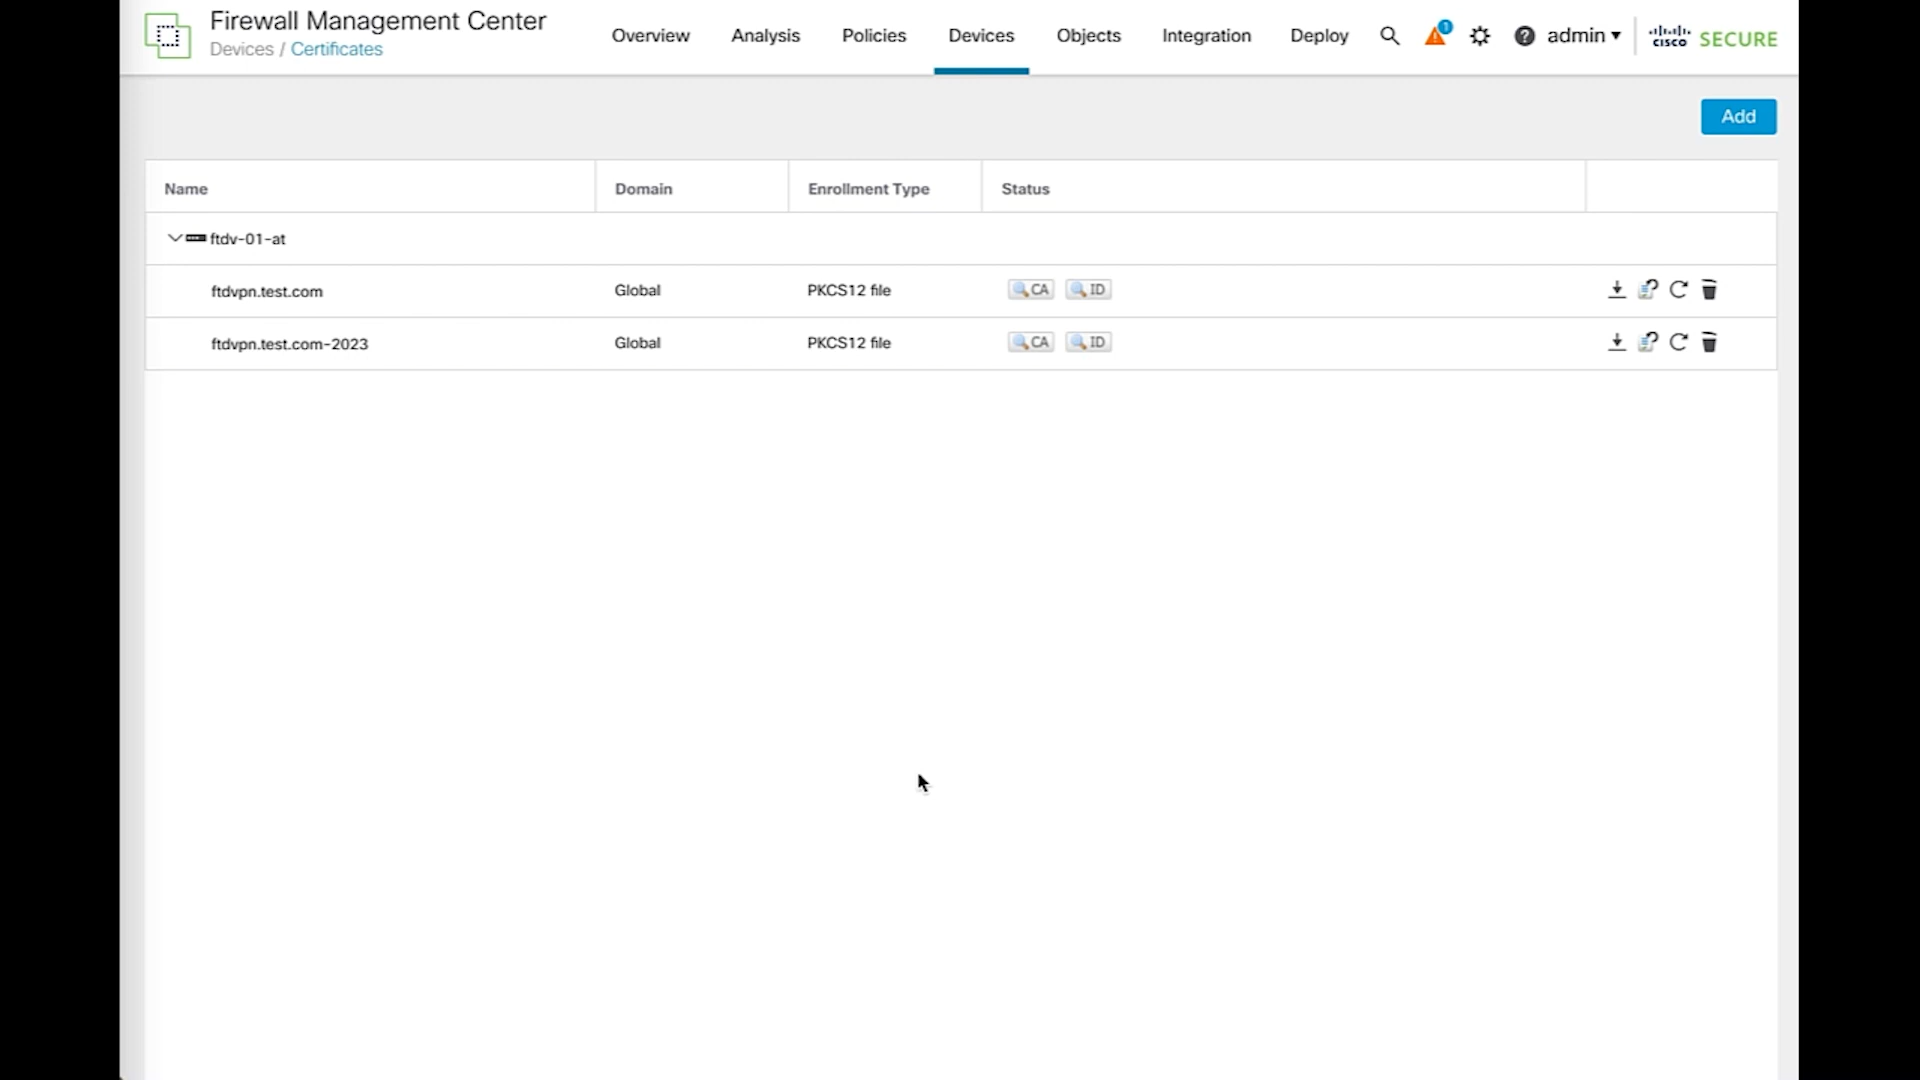 Firewall Management Center
Devices / Certificates
Overview Analysis Policies Devices Objects Integration Deploy 1 admin cisco SECURE
Add
Name Domain Enrollment Type Status
ftdv-01-at
ftdvpn.test.com Global PKCS12 file CA ID
ftdvpn.test.com-2023 Global PKCS12 file CA ID